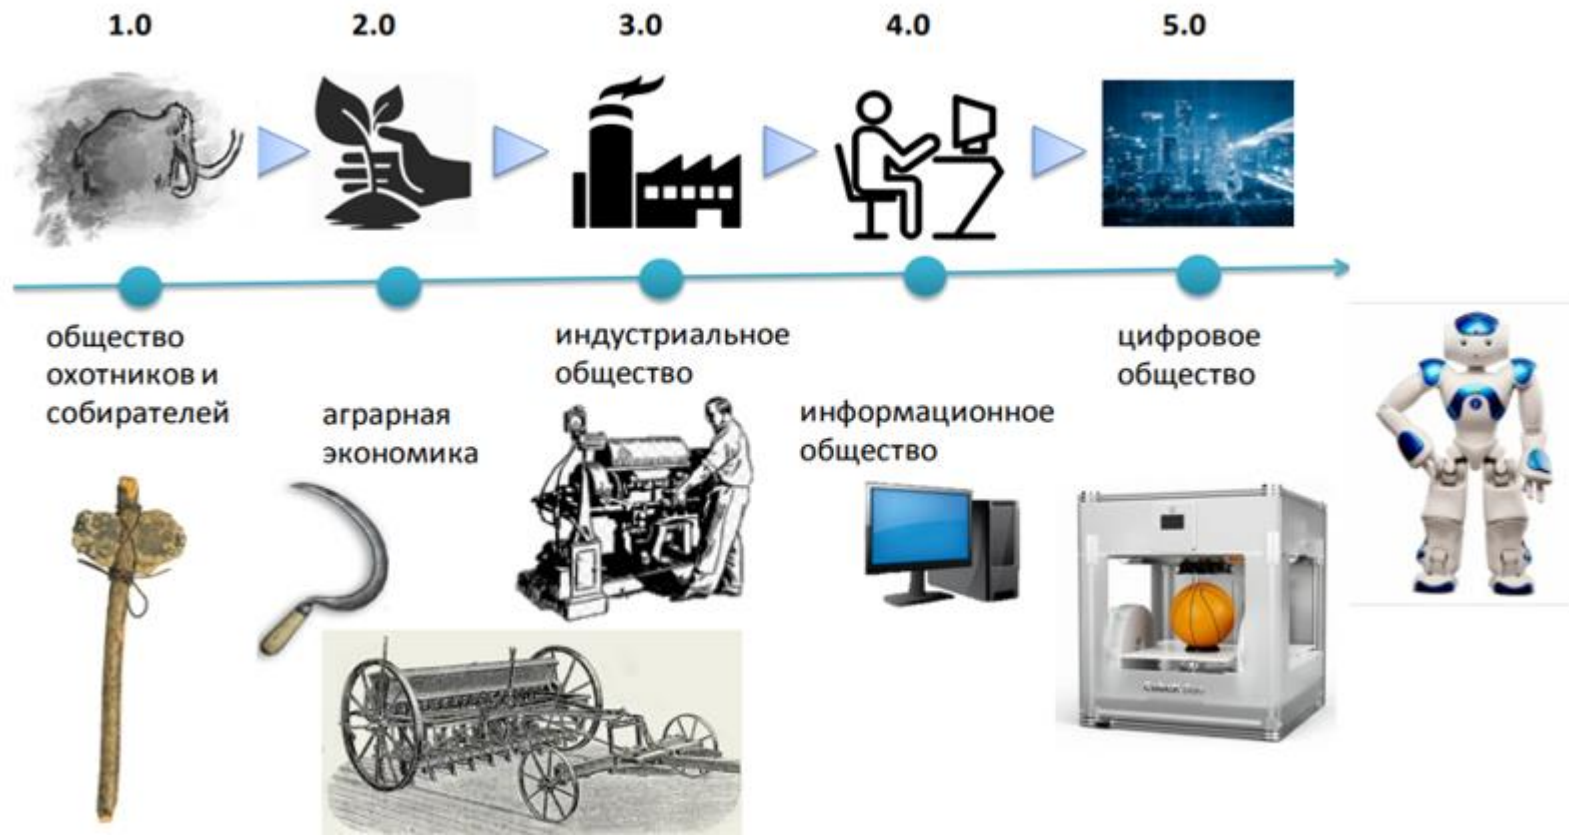 1.0
2.0
3.0
4.0
5.0
общество
охотников и
собирателей
аграрная
экономика
индустриальное
общество
информационное
общество
цифровое
общество